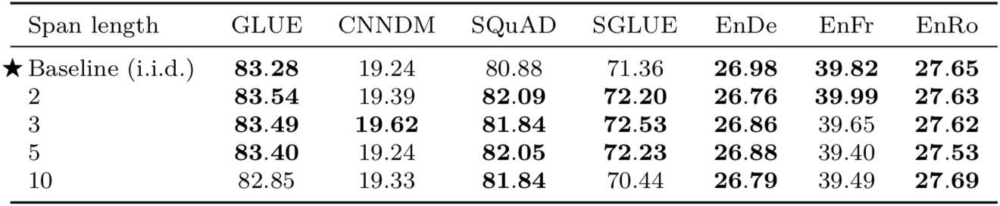 Span length GLUE CNNDM SQuAD SGLUE EnDe EnFr EnRo
★ Baseline (i.i.d.) 83.28 19.24 80.88 71.36 26.98 39.82 27.65
2 83.54 19.39 82.09 72.20 26.76 39.99 27.63
3 83.49 19.62 81.84 72.53 26.86 39.65 27.62
5 83.40 19.24 82.05 72.23 26.88 39.40 27.53
10 82.85 19.33 81.84 70.44 26.79 39.49 27.69